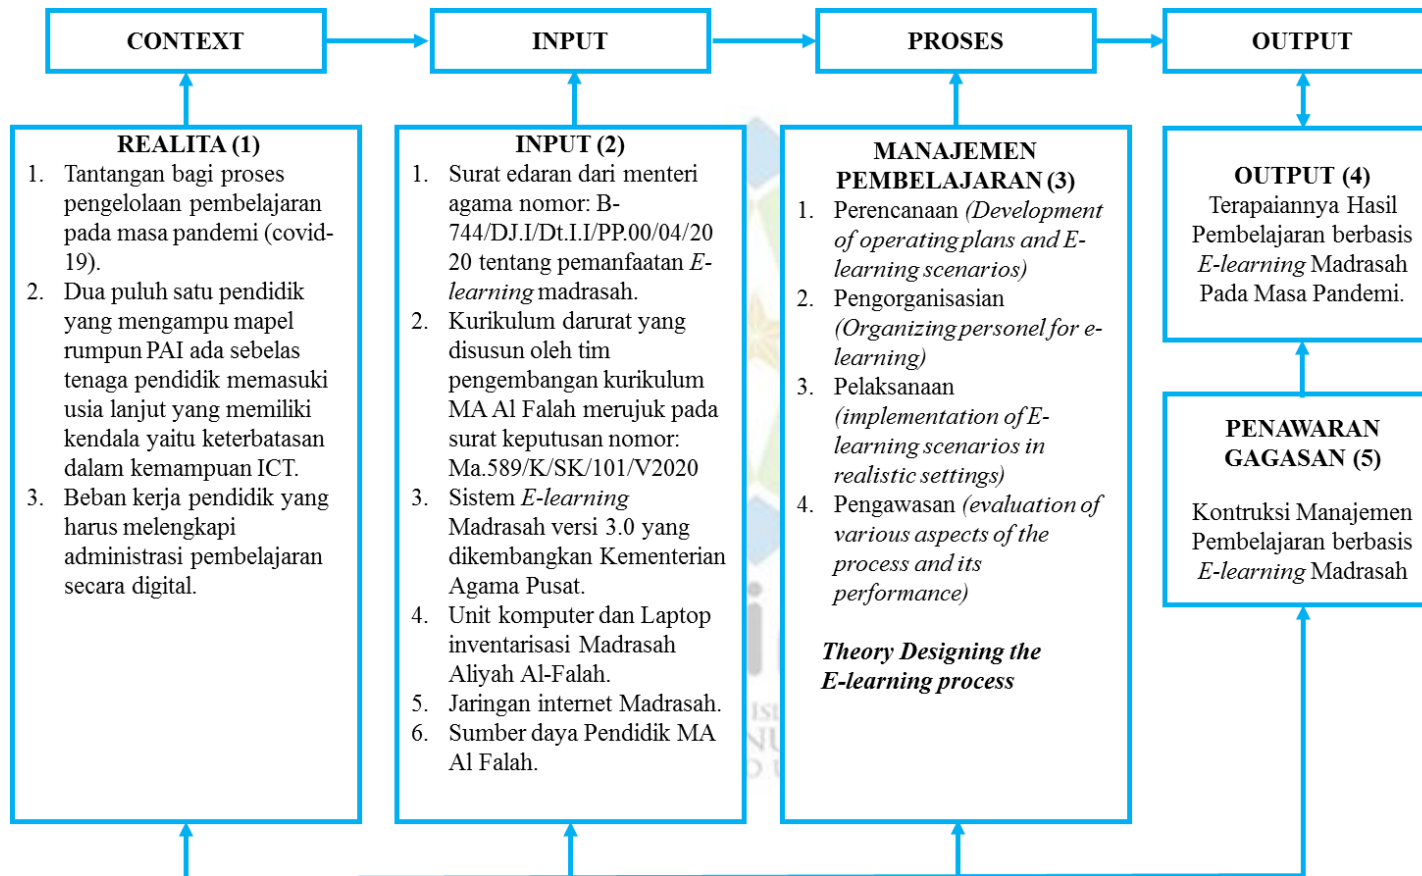 CONTEXT
INPUT
PROSES
OUTPUT
REALITA (1)
1. Tantangan bagi proses
pengelolaan pembelajaran
pada masa pandemi (covid-
19).
2. Dua puluh satu pendidik
yang mengampu mapel
rumpun PAI ada sebelas
tenaga pendidik memasuki
usia lanjut yang memiliki
kendala yaitu keterbatasan
dalam kemampuan ICT.
3. Beban kerja pendidik yang
harus melengkapi
administrasi pembelajaran
secara digital.
INPUT (2)
1. Surat edaran dari menteri
agama nomor: B-
744/DJ.I/Dt.I.I/PP.00/04/20
20 tentang pemanfaatan E-
learning madrasah.
2. Kurikulum darurat yang
disusun oleh tim
pengembangan kurikulum
MA Al Falah merujuk pada
surat keputusan nomor:
Ma.589/K/SK/101/V2020
3. Sistem E-learning
Madrasah versi 3.0 yang
dikembangkan Kementerian
Agama Pusat.
4. Unit komputer dan Laptop
inventarisasi Madrasah
Aliyah Al-Falah.
5. Jaringan internet Madrasah.
6. Sumber daya Pendidik MA
Al Falah.
MANAJEMEN
PEMBELAJARAN (3)
1. Perencanaan (Development
of operating plans and E-
learning scenarios)
2. Pengorganisasian
(Organizing personel for e-
learning)
3. Pelaksanaan
(implementation of E-
learning scenarios in
realistic settings)
4. Pengawasan (evaluation of
various aspects of the
process and its
performance)
Theory Designing the
E-learning process
OUTPUT (4)
Terapaiannya Hasil
Pembelajaran berbasis
E-learning Madrasah
Pada Masa Pandemi.
PENAWARAN
GAGASAN (5)
Kontruksi Manajemen
Pembelajaran berbasis
E-learning Madrasah